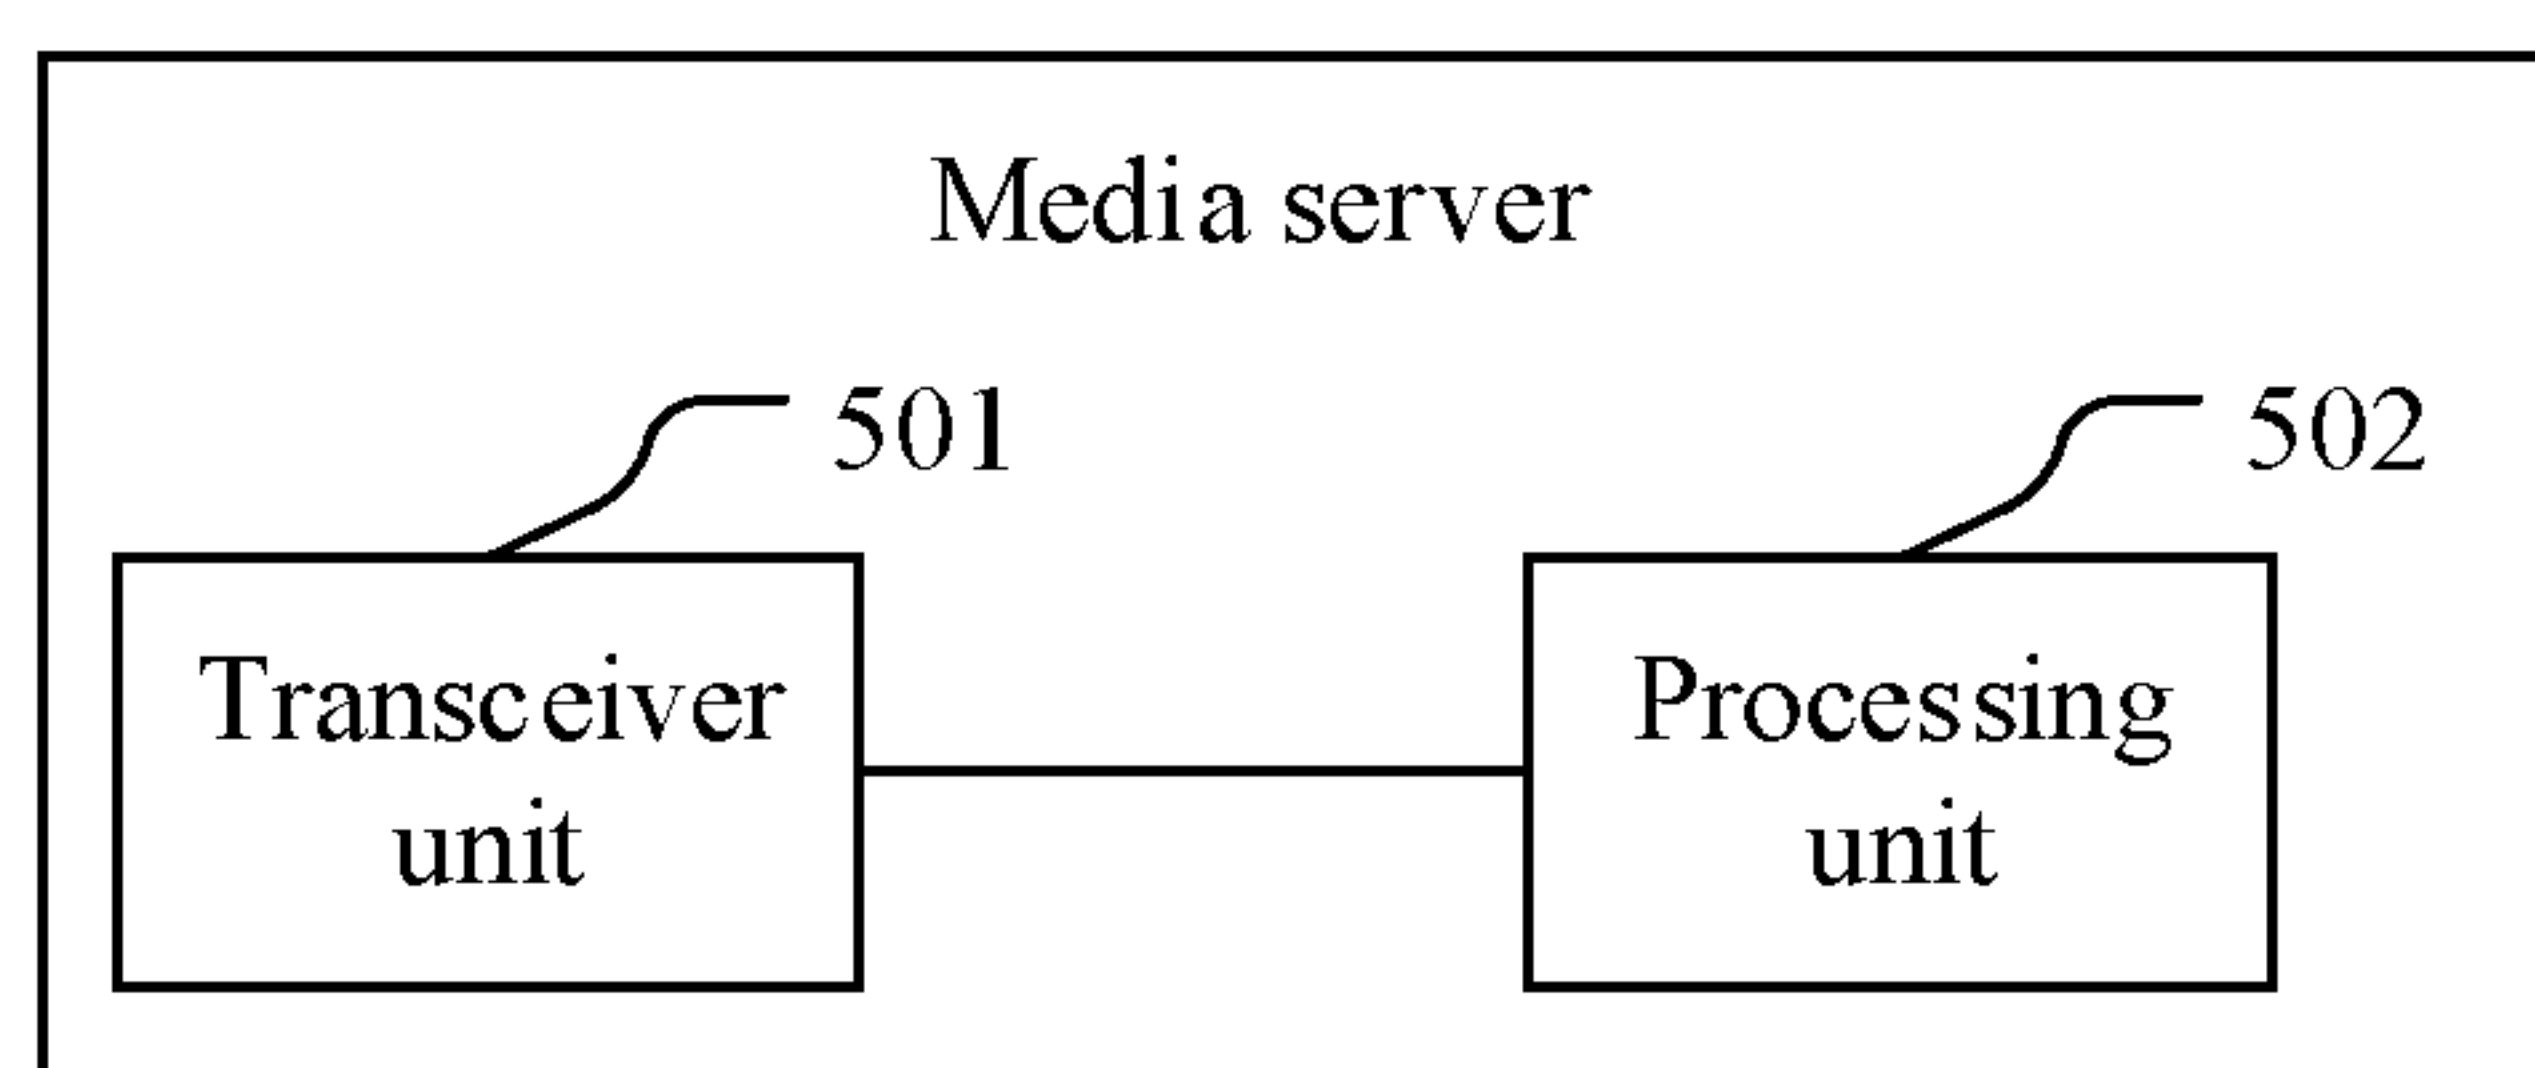 Media server
501
502
Transceiver
unit
Processing
unit